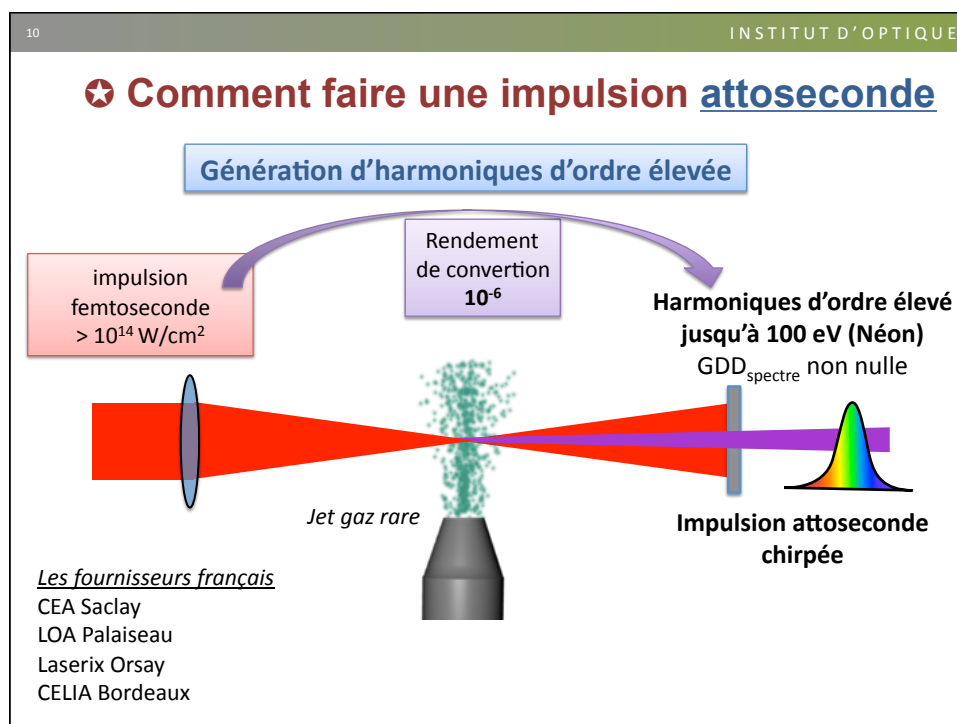 10
INSTITUT D'OPTIQUE
✪ Comment faire une impulsion attoseconde
Génération d'harmoniques d'ordre élevée
impulsion
femtoseconde
> 10¹⁴ W/cm²
Rendement
de convertion
10⁻⁶
Harmoniques d'ordre élevé
jusqu'à 100 eV (Néon)
GDDspectre non nulle
Jet gaz rare
Impulsion attoseconde
chirpée
Les fournisseurs français
CEA Saclay
LOA Palaiseau
Laserix Orsay
CELIA Bordeaux